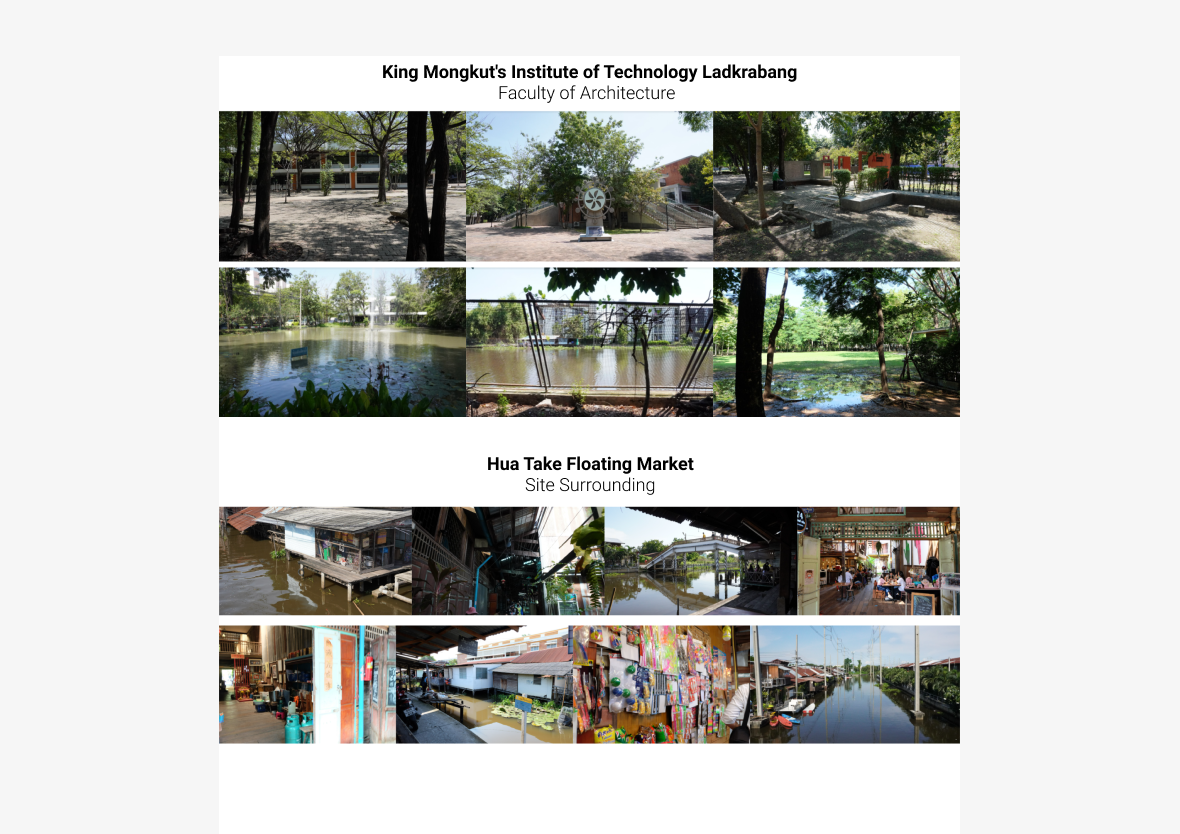 King Mongkut's Institute of Technology Ladkrabang
Faculty of Architecture
Hua Take Floating Market
Site Surrounding